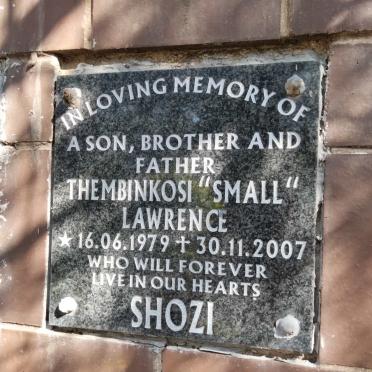 IN LOVING MEMORY OF
A SON, BROTHER AND
FATHER
THEMBINKOSI "SMALL"
LAWRENCE
★ 16.06.1979 ✝ 30.11.2007
WHO WILL FOREVER
LIVE IN OUR HEARTS
SHOZI